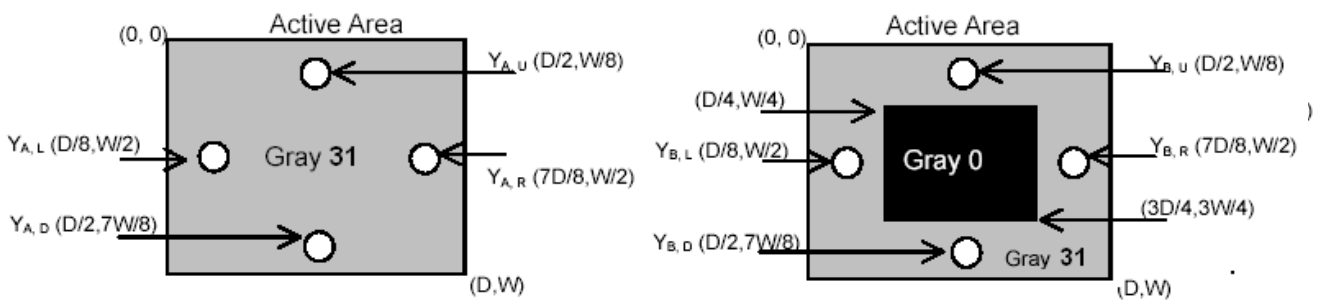 Active Area
(0, 0)
YA, U (D/2,W/8)
YA, L (D/8,W/2)
Gray 31
YA, R (7D/8,W/2)
YA, D (D/2,7W/8)
(D,W)
Active Area
(0, 0)
YB, U (D/2,W/8)
(D/4,W/4)
)
YB, L (D/8,W/2)
Gray 0
YB, R (7D/8,W/2)
(3D/4,3W/4)
YB, D (D/2,7W/8)
Gray 31
(D,W)